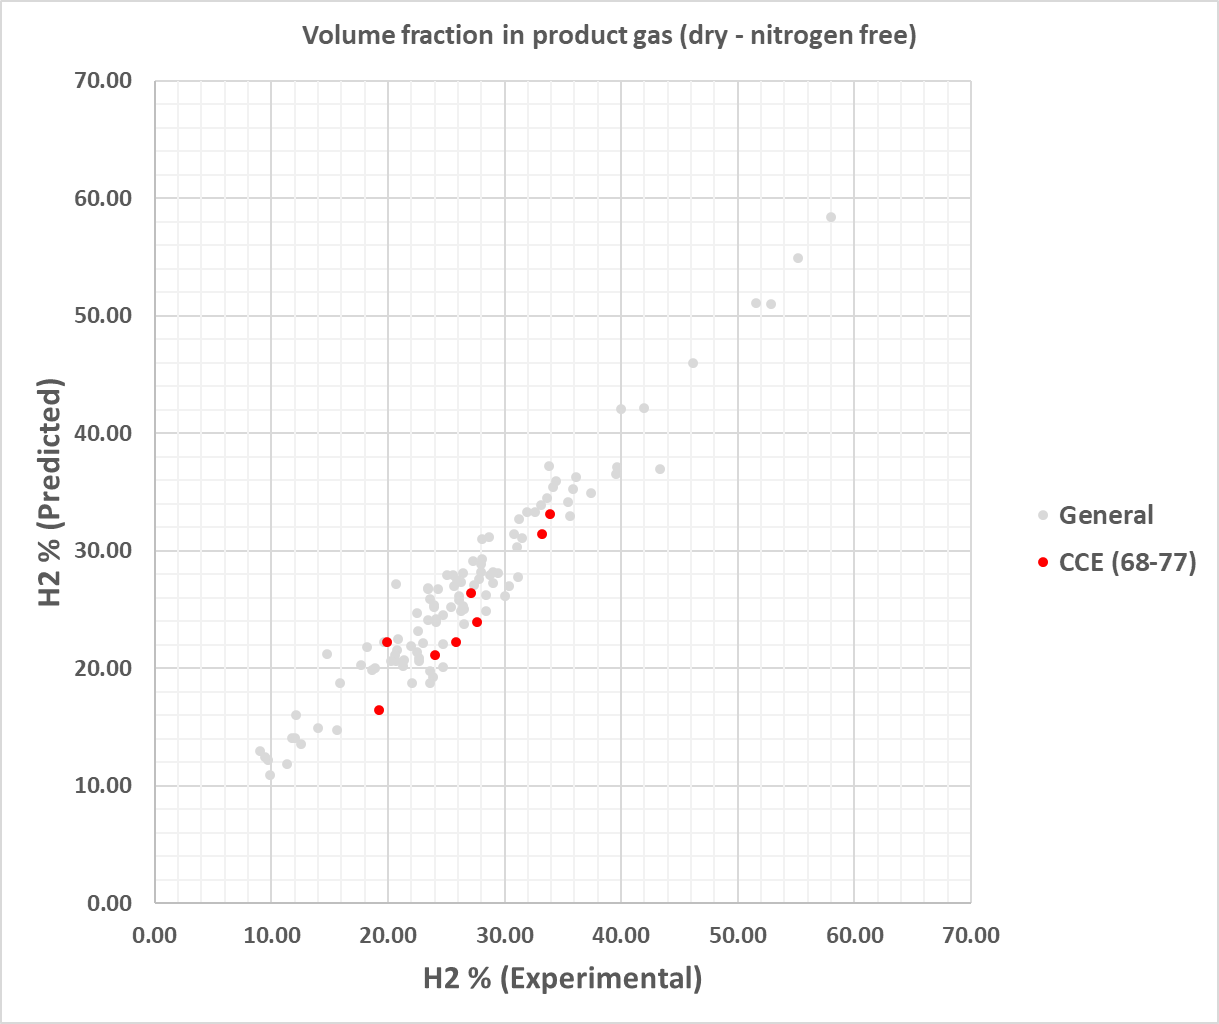 Volume fraction in product gas (dry - nitrogen free)
70.00
60.00
50.00
40.00
30.00
20.00
10.00
0.00
H2 % (Predicted)
0.00 10.00 20.00 30.00 40.00 50.00 60.00 70.00
H2 % (Experimental)
General
CCE (68-77)